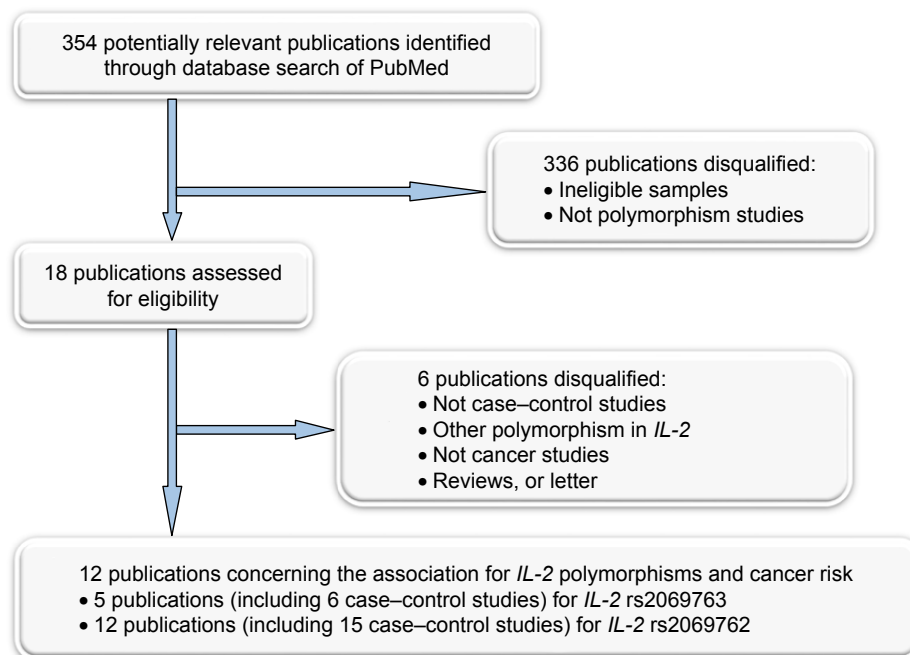 354 potentially relevant publications identified
through database search of PubMed
336 publications disqualified:
• Ineligible samples
• Not polymorphism studies
18 publications assessed
for eligibility
6 publications disqualified:
• Not case–control studies
• Other polymorphism in IL-2
• Not cancer studies
• Reviews, or letter
12 publications concerning the association for IL-2 polymorphisms and cancer risk
• 5 publications (including 6 case–control studies) for IL-2 rs2069763
• 12 publications (including 15 case–control studies) for IL-2 rs2069762